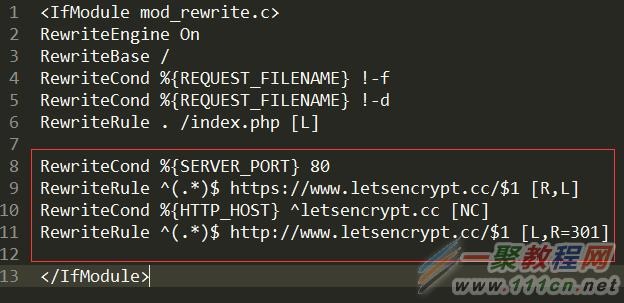 1 <IfModule mod_rewrite.c>
2 RewriteEngine On
3 RewriteBase /
4 RewriteCond %{REQUEST_FILENAME} !-f
5 RewriteCond %{REQUEST_FILENAME} !-d
6 RewriteRule . /index.php [L]
7
8 RewriteCond %{SERVER_PORT} 80
9 RewriteRule ^(.*)$ https://www.letsencrypt.cc/$1 [R,L]
10 RewriteCond %{HTTP_HOST} ^letsencrypt.cc [NC]
11 RewriteRule ^(.*)$ http://www.letsencrypt.cc/$1 [L,R=301]
12
13 </IfModule>
一聚教程网
www.111cn.net